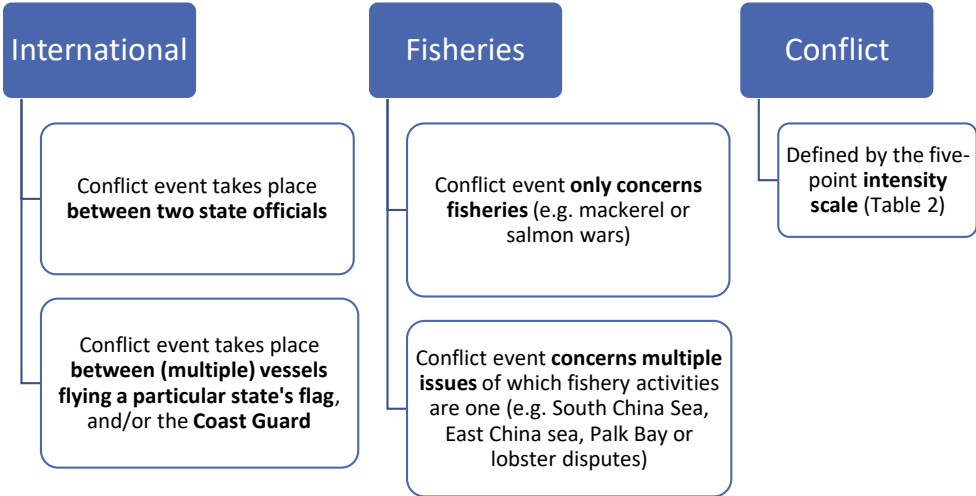 International
Conflict event takes place
between two state officials
Conflict event takes place
between (multiple) vessels
flying a particular state's flag,
and/or the Coast Guard
Fisheries
Conflict event only concerns
fisheries (e.g. mackerel or
salmon wars)
Conflict event concerns multiple
issues of which fishery activities
are one (e.g. South China Sea,
East China sea, Palk Bay or
lobster disputes)
Conflict
Defined by the five-
point intensity
scale (Table 2)